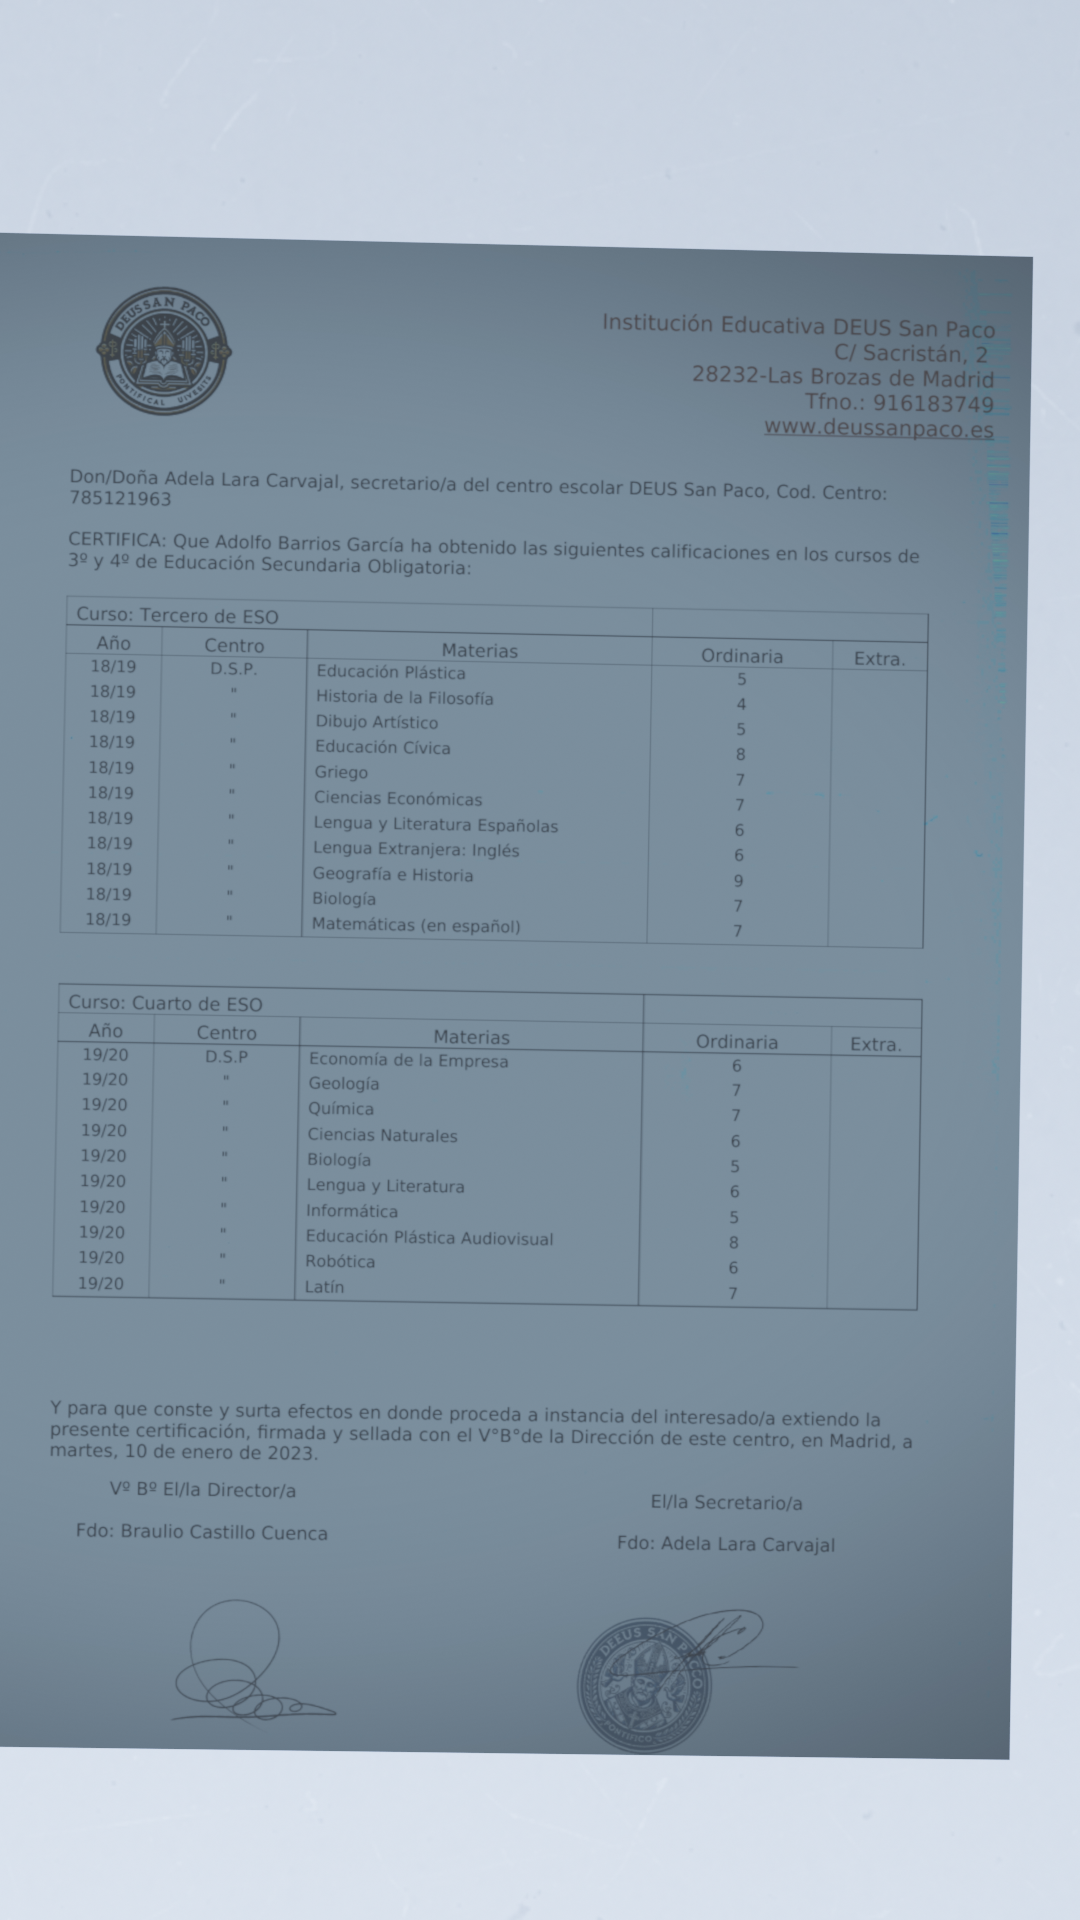 DEUS SAN PACO
PONTIFICAL UIVESITE
Institución Educativa DEUS San Paco
C/ Sacristán, 2
28232-Las Brozas de Madrid
Tfno.: 916183749
www.deussanpaco.es
Don/Doña Adela Lara Carvajal, secretario/a del centro escolar DEUS San Paco, Cod. Centro:
785121963
CERTIFICA: Que Adolfo Barrios García ha obtenido las siguientes calificaciones en los cursos de
3º y 4º de Educación Secundaria Obligatoria:
Curso: Tercero de ESO
Año Centro Materias Ordinaria Extra.
18/19 D.S.P. Educación Plástica 5
18/19 " Historia de la Filosofía 4
18/19 " Dibujo Artístico 5
18/19 " Educación Cívica 8
18/19 " Griego 7
18/19 " Ciencias Económicas 7
18/19 " Lengua y Literatura Españolas 6
18/19 " Lengua Extranjera: Inglés 6
18/19 " Geografía e Historia 9
18/19 " Biología 7
18/19 " Matemáticas (en español) 7
Curso: Cuarto de ESO
Año Centro Materias Ordinaria Extra.
19/20 D.S.P Economía de la Empresa 6
19/20 " Geología 7
19/20 " Química 7
19/20 " Ciencias Naturales 6
19/20 " Biología 5
19/20 " Lengua y Literatura 6
19/20 " Informática 5
19/20 " Educación Plástica Audiovisual 8
19/20 " Robótica 6
19/20 " Latín 7
Y para que conste y surta efectos en donde proceda a instancia del interesado/a extiendo la
presente certificación, firmada y sellada con el V°B°de la Dirección de este centro, en Madrid, a
martes, 10 de enero de 2023.
Vº Bº El/la Director/a
El/la Secretario/a
Fdo: Braulio Castillo Cuenca
Fdo: Adela Lara Carvajal
DEEUS SAN PACCO
PONTIFICO